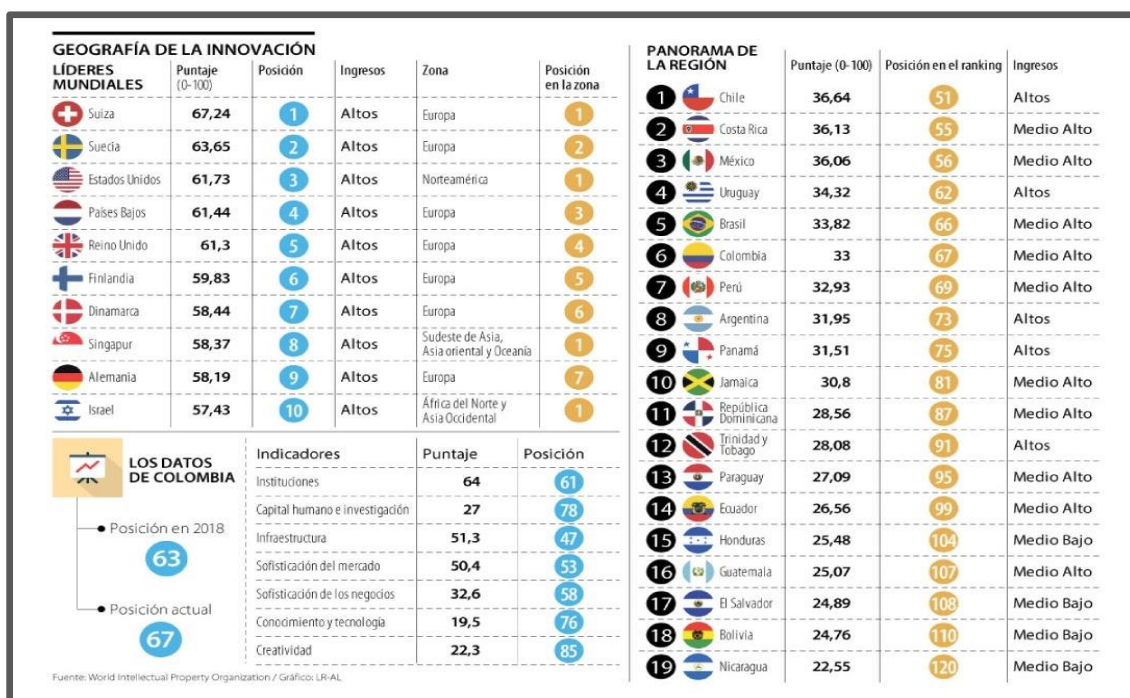 GEOGRAFÍA DE LA INNOVACIÓN
LÍDERES MUNDIALES Puntaje (0-100) Posición Ingresos Zona Posición en la zona
Suiza 67,24 1 Altos Europa 1
Suecia 63,65 2 Altos Europa 2
Estados Unidos 61,73 3 Altos Norteamérica 1
Países Bajos 61,44 4 Altos Europa 3
Reino Unido 61,3 5 Altos Europa 4
Finlandia 59,83 6 Altos Europa 5
Dinamarca 58,44 7 Altos Europa 6
Singapur 58,37 8 Altos Sudeste de Asia, Asia oriental y Oceanía 1
Alemania 58,19 9 Altos Europa 7
Israel 57,43 10 Altos África del Norte y Asia Occidental 1
LOS DATOS DE COLOMBIA
Posición en 2018
63
Posición actual
67
Indicadores Puntaje Posición
Instituciones 64 61
Capital humano e investigación 27 78
Infraestructura 51,3 47
Sofisticación del mercado 50,4 53
Sofisticación de los negocios 32,6 58
Conocimiento y tecnología 19,5 76
Creatividad 22,3 85
Fuente: World Intellectual Property Organization / Gráfico: LR-AL
PANORAMA DE LA REGIÓN Puntaje (0-100) Posición en el ranking Ingresos
1 Chile 36,64 51 Altos
2 Costa Rica 36,13 55 Medio Alto
3 México 36,06 56 Medio Alto
4 Uruguay 34,32 62 Altos
5 Brasil 33,82 66 Medio Alto
6 Colombia 33 67 Medio Alto
7 Perú 32,93 69 Medio Alto
8 Argentina 31,95 73 Altos
9 Panamá 31,51 75 Altos
10 Jamaica 30,8 81 Medio Alto
11 República Dominicana 28,56 87 Medio Alto
12 Trinidad y Tobago 28,08 91 Altos
13 Paraguay 27,09 95 Medio Alto
14 Ecuador 26,56 99 Medio Alto
15 Honduras 25,48 104 Medio Bajo
16 Guatemala 25,07 107 Medio Alto
17 El Salvador 24,89 108 Medio Bajo
18 Bolivia 24,76 110 Medio Bajo
19 Nicaragua 22,55 120 Medio Bajo